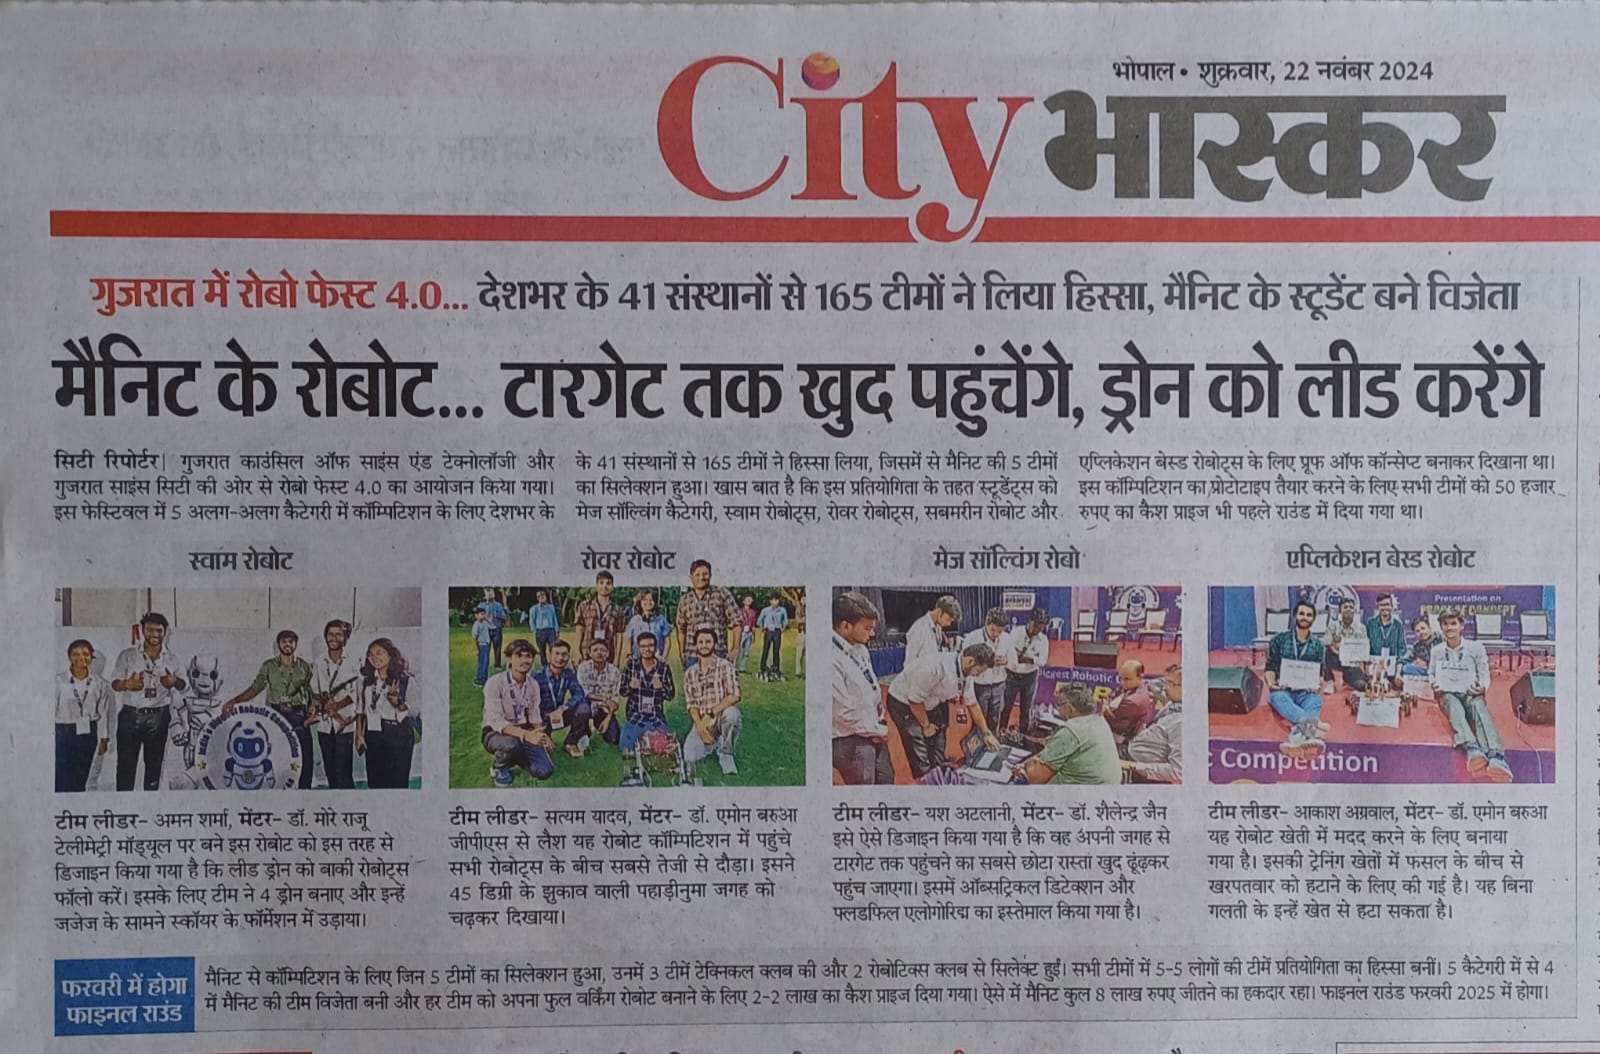 City भास्कर
भोपाल • शुक्रवार, 22 नवंबर 2024
गुजरात में रोबो फेस्ट 4.0... देशभर के 41 संस्थानों से 165 टीमों ने लिया हिस्सा, मैनिट के स्टूडेंट बने विजेता
मैनिट के रोबोट... टारगेट तक खुद पहुंचेंगे, ड्रोन को लीड करेंगे
सिटी रिपोर्टर| गुजरात काउंसिल ऑफ साइंस एंड टेक्नोलॉजी और
गुजरात साइंस सिटी की ओर से रोबो फेस्ट 4.0 का आयोजन किया गया।
इस फेस्टिवल में 5 अलग-अलग कैटेगरी में कॉम्पिटिशन के लिए देशभर के
के 41 संस्थानों से 165 टीमों ने हिस्सा लिया, जिसमें से मैनिट की 5 टीमों
का सिलेक्शन हुआ। खास बात है कि इस प्रतियोगिता के तहत स्टूडेंट्स को
मेज सॉल्विंग कैटेगरी, स्वाम रोबोट्स, रोवर रोबोट्स, सबमरीन रोबोट और
एप्लिकेशन बेस्ड रोबोट्स के लिए प्रूफ ऑफ कॉन्सेप्ट बनाकर दिखाना था।
इस कॉम्पिटिशन का प्रोटोटाइप तैयार करने के लिए सभी टीमों को 50 हजार
रुपए का कैश प्राइज भी पहले राउंड में दिया गया था।
स्वाम रोबोट
टीम लीडर- अमन शर्मा, मेंटर- डॉ. मोरे राजू
टेलीमेट्री मॉड्यूल पर बने इस रोबोट को इस तरह से
डिजाइन किया गया है कि लीड ड्रोन को बाकी रोबोट्स
फॉलो करें। इसके लिए टीम ने 4 ड्रोन बनाए और इन्हें
जजेज के सामने स्कॉयर के फॉर्मेशन में उड़ाया।
रोवर रोबोट
टीम लीडर- सत्यम यादव, मेंटर- डॉ. एमोन बरुआ
जीपीएस से लैश यह रोबोट कॉम्पिटिशन में पहुंचे
सभी रोबोट्स के बीच सबसे तेजी से दौड़ा। इसने
45 डिग्री के झुकाव वाली पहाड़ीनुमा जगह को
चढ़कर दिखाया।
मेज सॉल्विंग रोबो
iggest Robotic C
टीम लीडर- यश अटलानी, मेंटर- डॉ. शैलेन्द्र जैन
इसे ऐसे डिजाइन किया गया है कि वह अपनी जगह से
टारगेट तक पहुंचने का सबसे छोटा रास्ता खुद ढूंढ़कर
पहुंच जाएगा। इसमें ऑब्सट्रिकल डिटेक्शन और
फ्लडफिल एलोगोरिद्म का इस्तेमाल किया गया है।
एप्लिकेशन बेस्ड रोबोट
Presentation on
c Competition
टीम लीडर- आकाश अग्रवाल, मेंटर- डॉ. एमोन बरुआ
यह रोबोट खेती में मदद करने के लिए बनाया
गया है। इसकी ट्रेनिंग खेतों में फसल के बीच से
खरपतवार को हटाने के लिए की गई है। यह बिना
गलती के इन्हें खेत से हटा सकता है।
फरवरी में होगा
फाइनल राउंड
मैनिट से कॉम्पिटिशन के लिए जिन 5 टीमों का सिलेक्शन हुआ, उनमें 3 टीमें टेक्निकल क्लब की और 2 रोबोटिक्स क्लब से सिलेक्ट हुईं। सभी टीमों में 5-5 लोगों की टीमें प्रतियोगिता का हिस्सा बनीं। 5 कैटेगरी में से 4
में मैनिट की टीम विजेता बनी और हर टीम को अपना फुल वर्किंग रोबोट बनाने के लिए 2-2 लाख का कैश प्राइज दिया गया। ऐसे में मैनिट कुल 8 लाख रुपए जीतने का हकदार रहा। फाइनल राउंड फरवरी 2025 में होगा।